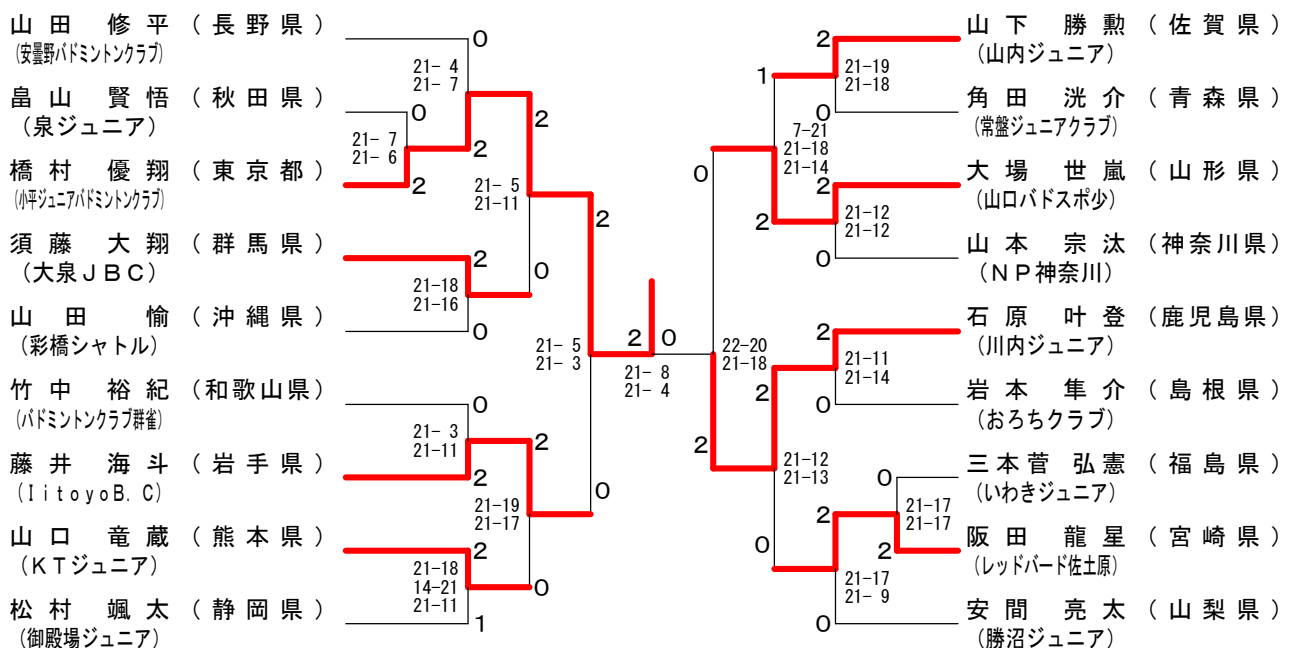 山田 修平 (長野県)
(安曇野バドミントンクラブ)
0
21- 4
21- 7
畠山 賢悟 (秋田県)
(泉ジュニア)
0
21- 7
21- 6
2
2
橋村 優翔 (東京都)
(小平ジュニアバドミントンクラブ)
2
21- 5
21-11
2
須藤 大翔 (群馬県)
(大泉JBC)
2
21-18
21-16
0
山田 愉 (沖縄県)
(彩橋シャトル)
0
21- 5
21- 3
竹中 裕紀 (和歌山県)
(バドミントンクラブ群雀)
0
21- 3
21-11
2
藤井 海斗 (岩手県)
(IitoyoB.C)
2
21-19
21-17
0
山口 竜蔵 (熊本県)
(KTジュニア)
2
21-18
14-21
21-11
0
松村 颯太 (静岡県)
(御殿場ジュニア)
1
2 0
21- 8
21- 4
山下 勝勲 (佐賀県)
(山内ジュニア)
2
21-19
21-18
1
角田 洸介 (青森県)
(常盤ジュニアクラブ)
0
7-21
21-18
21-14
0
大場 世嵐 (山形県)
(山口バドスポ少)
2
21-12
21-12
2
山本 宗汰 (神奈川県)
(NP神奈川)
0
22-20
21-18
石原 叶登 (鹿児島県)
(川内ジュニア)
2
21-11
21-14
2
岩本 隼介 (島根県)
(おろちクラブ)
0
2
21-12
21-13
三本菅 弘憲 (福島県)
(いわきジュニア)
0
21-17
21-17
2
阪田 龍星 (宮崎県)
(レッドバード佐土原)
2
0
21-17
21- 9
安間 亮太 (山梨県)
(勝沼ジュニア)
0